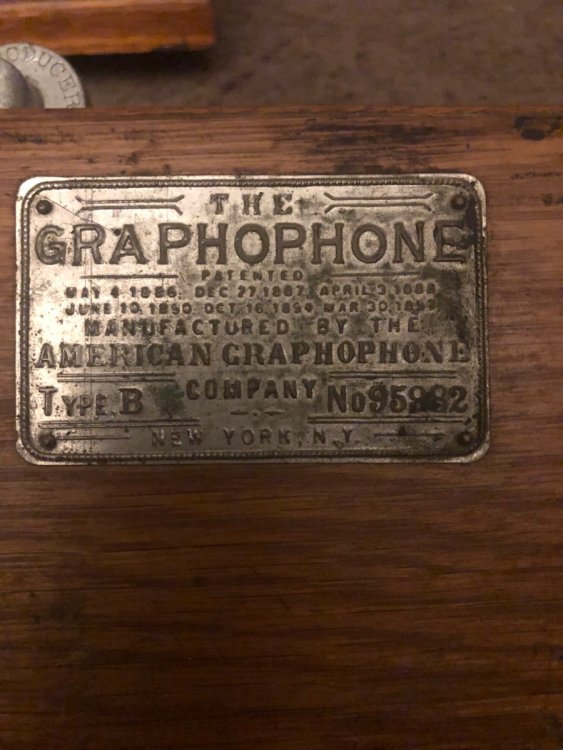 ODUCER
THE
GRAPHOPHONE
PATENTED
MAY 4, 1886, DEC 27, 1887, APRIL 3, 1888
JUNE 10, 1890, OCT 16, 1894 MAR 30, 1897
MANUFACTURED BY THE
AMERICAN GRAPHOPHONE
COMPANY
TYPE B
NEW YORK, N.Y.